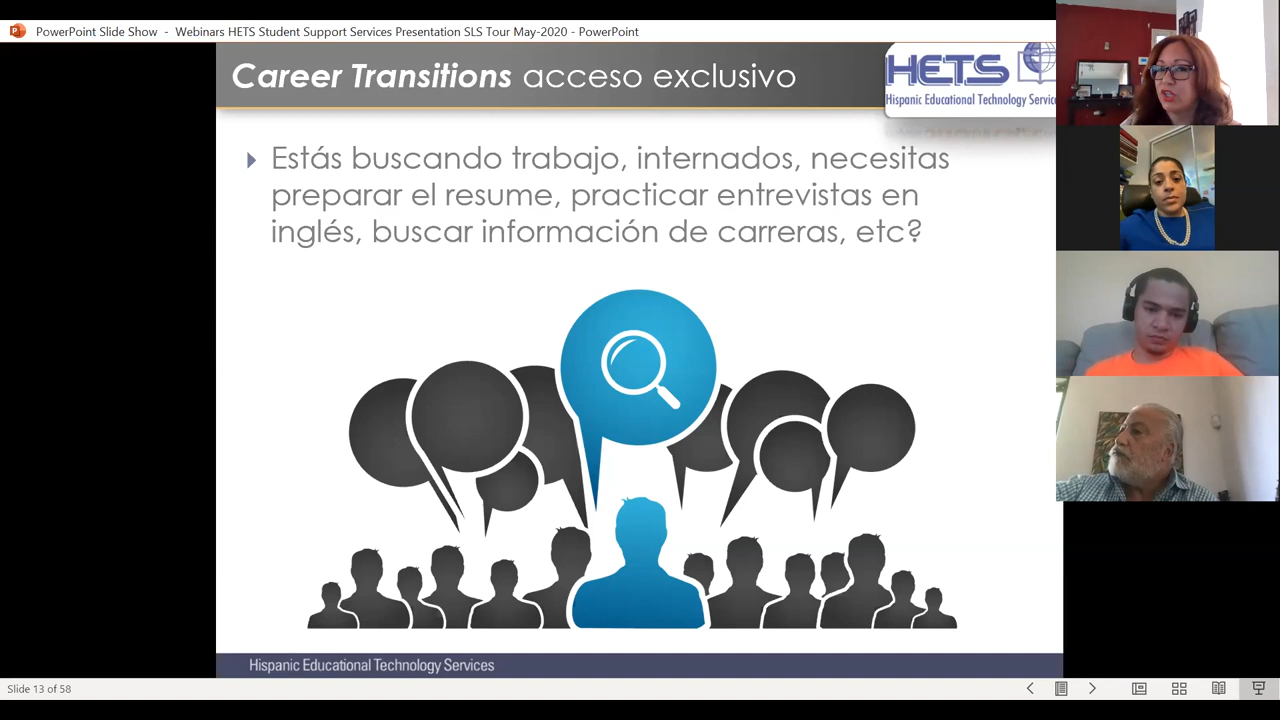 PowerPoint Slide Show - Webinars HETS Student Support Services Presentation SLS Tour May-2020 - PowerPoint
Career Transitions acceso exclusivo
HETS
Hispanic Educational Technology Servic
Estás buscando trabajo, internados, necesitas
preparar el resume, practicar entrevistas en
inglés, buscar información de carreras, etc?
Hispanic Educational Technology Services
Slide 13 of 58